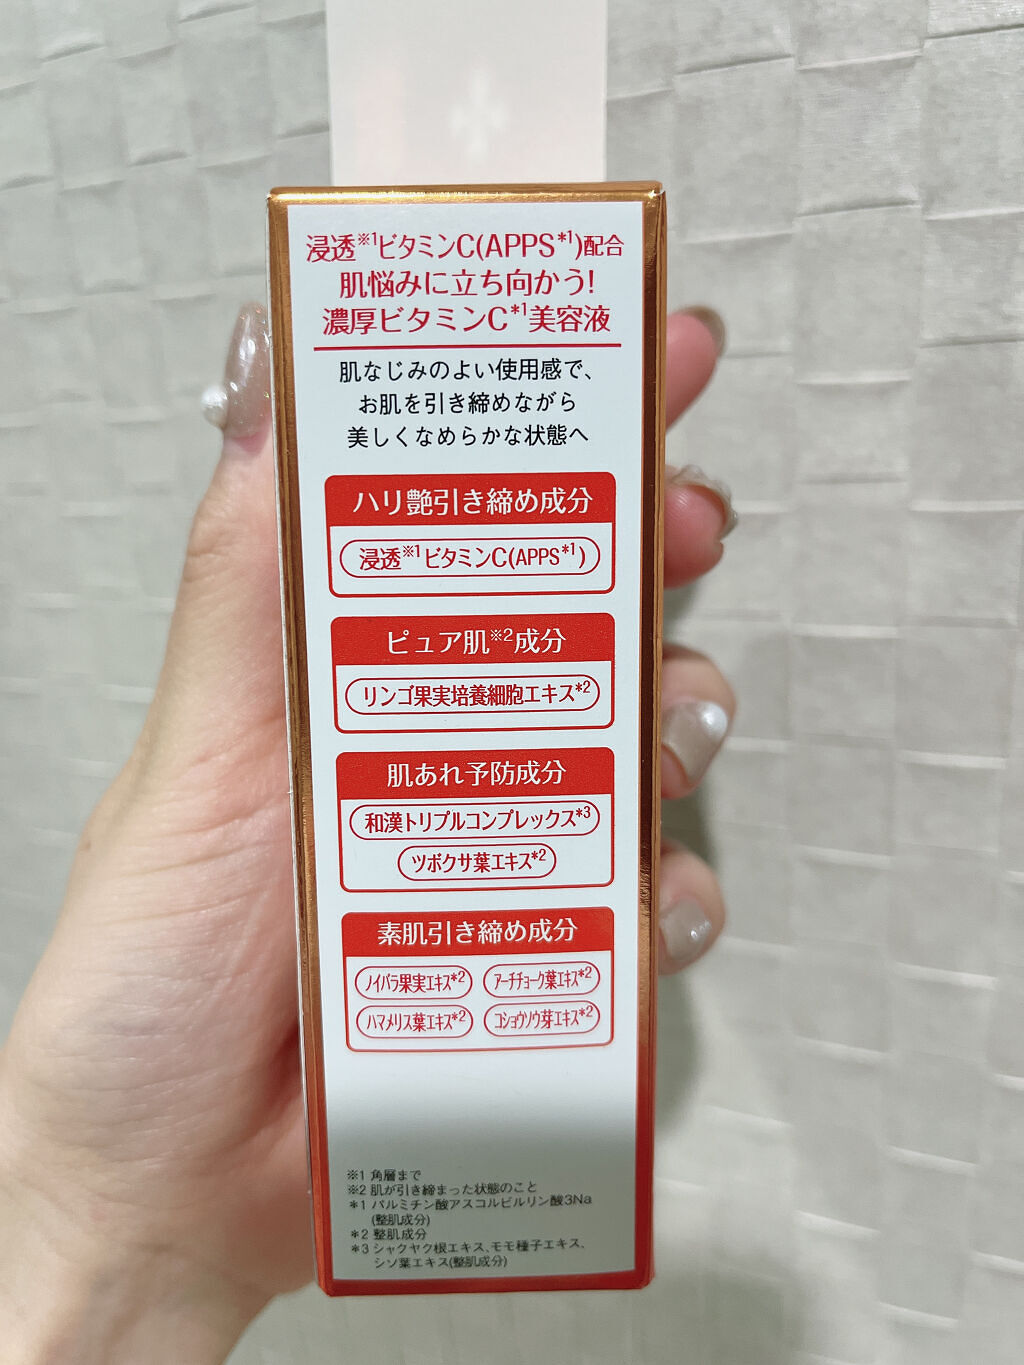 浸透※1ビタミンC(APPS*1)配合
肌悩みに立ち向かう!
濃厚ビタミンC*1美容液
肌なじみのよい使用感で、
お肌を引き締めながら
美しくなめらかな状態へ
ハリ艶引き締め成分
浸透※1ビタミンC(APPS*1)
ピュア肌※2成分
リンゴ果実培養細胞エキス*2
肌あれ予防成分
和漢トリプルコンプレックス*3
ツボクサ葉エキス*2
素肌引き締め成分
ノイバラ果実エキス*2 アーチチョーク葉エキス*2
ハマメリス葉エキス*2 コショウソウ芽エキス*2
※1 角層まで
※2 肌が引き締まった状態のこと
*1 パルミチン酸アスコルビルリン酸3Na
(整肌成分)
*2 整肌成分
*3 シャクヤク根エキス、モモ種子エキス、
シソ葉エキス(整肌成分)